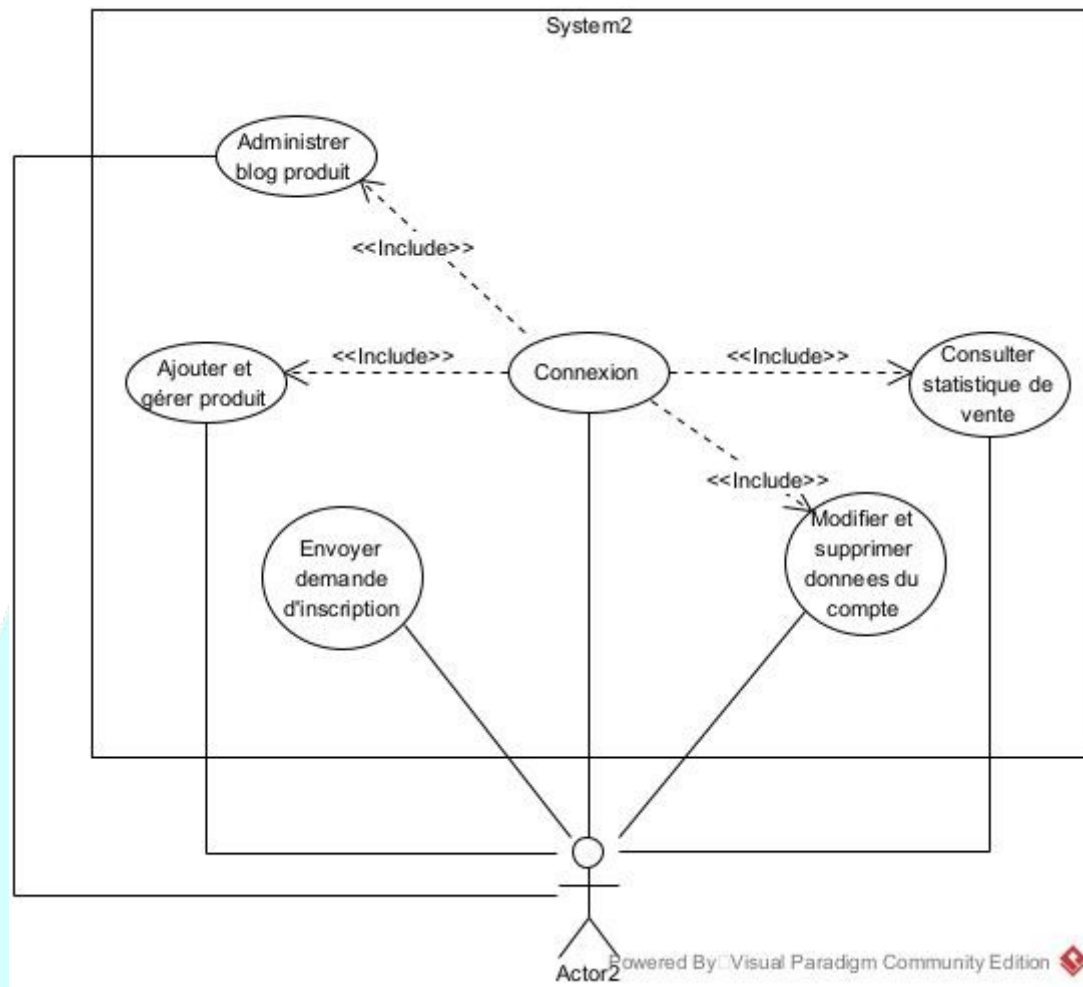 System2
Administrer
blog produit
<<Include>>
Ajouter et
gérer produit
<<Include>>
Connexion
<<Include>>
Consulter
statistique de
vente
<<Include>>
Envoyer
demande
d'inscription
Modifier et
supprimer
donnees du
compte
Actor2
Powered By Visual Paradigm Community Edition